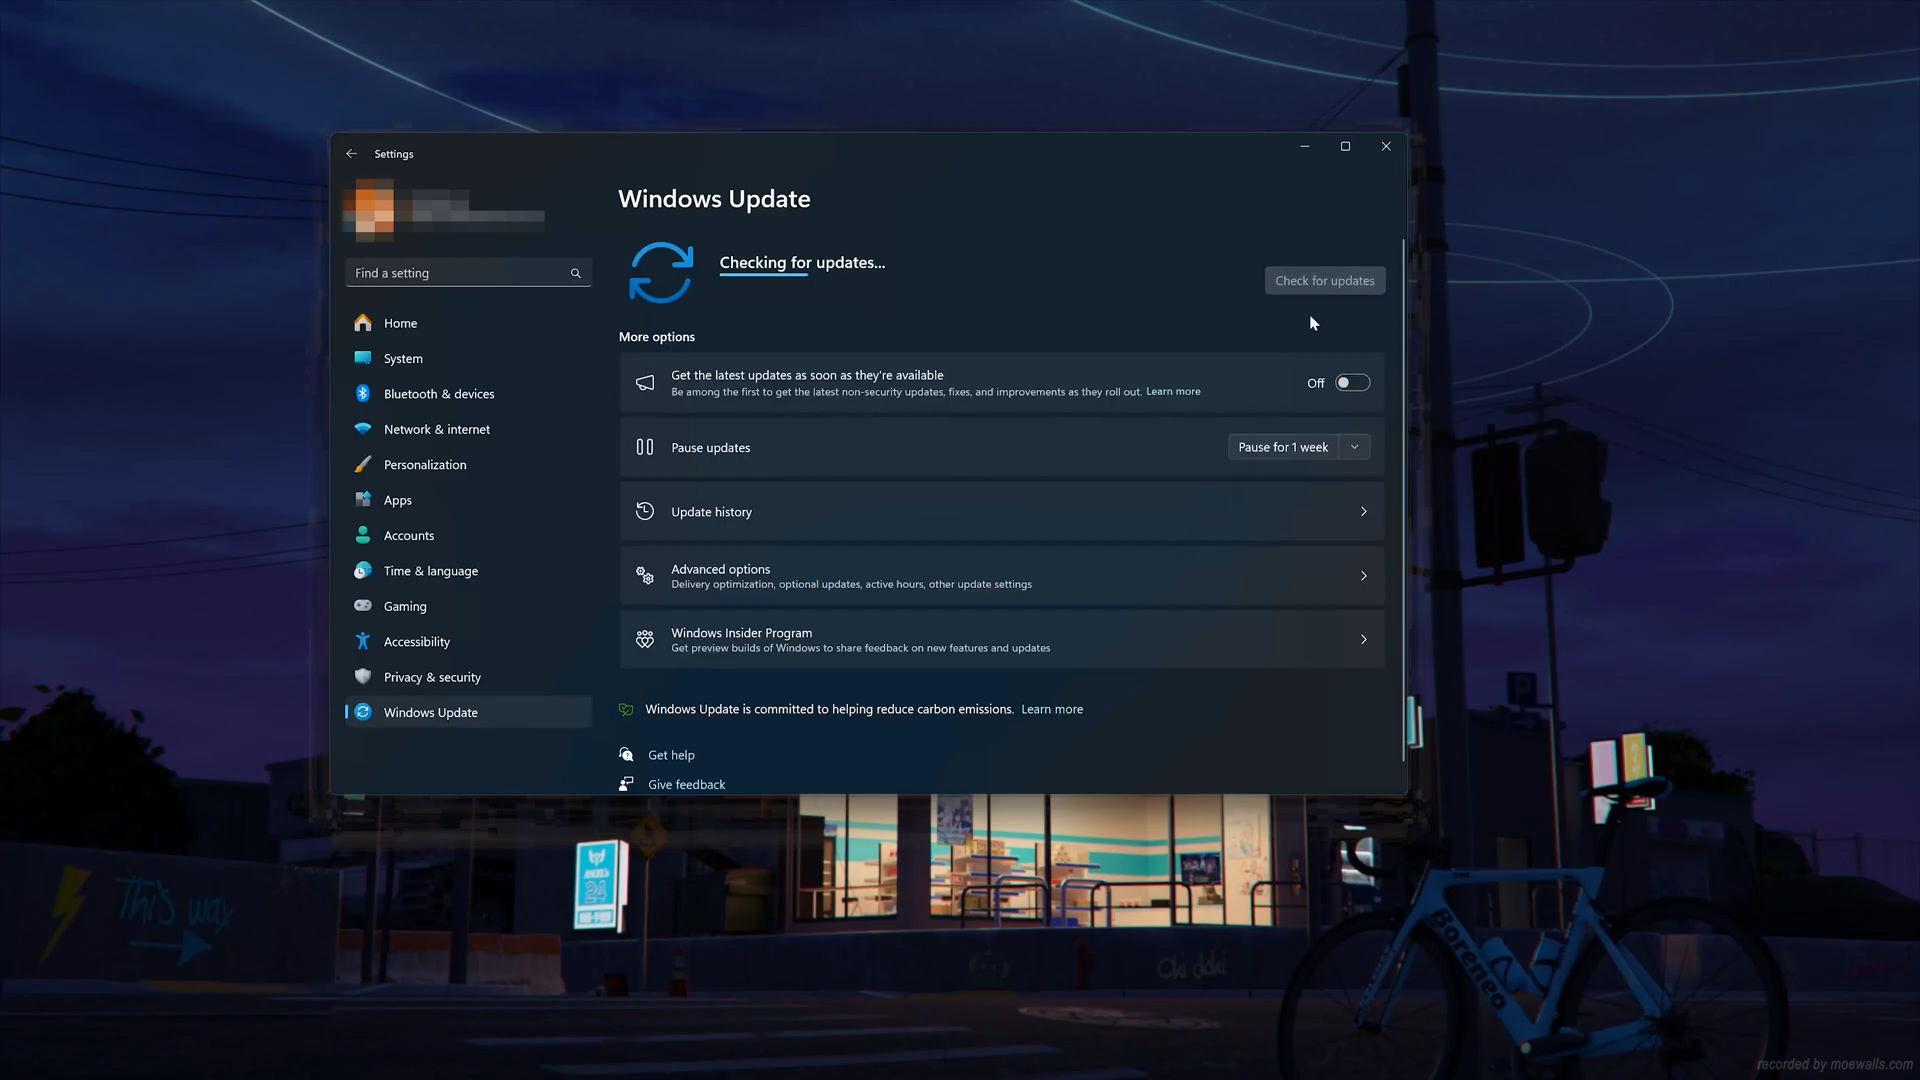 Settings
Windows Update
Checking for updates...
Check for updates
Find a setting
Home
System
Bluetooth & devices
Network & internet
Personalization
Apps
Accounts
Time & language
Gaming
Accessibility
Privacy & security
Windows Update
More options
Get the latest updates as soon as they're available
Be among the first to get the latest non-security updates, fixes, and improvements as they roll out. Learn more
Off
Pause updates
Pause for 1 week
Update history
Advanced options
Delivery optimization, optional updates, active hours, other update settings
Windows Insider Program
Get preview builds of Windows to share feedback on new features and updates
Windows Update is committed to helping reduce carbon emissions. Learn more
Get help
Give feedback
P
24
This way
Boreneo
recorded by moewalls.com